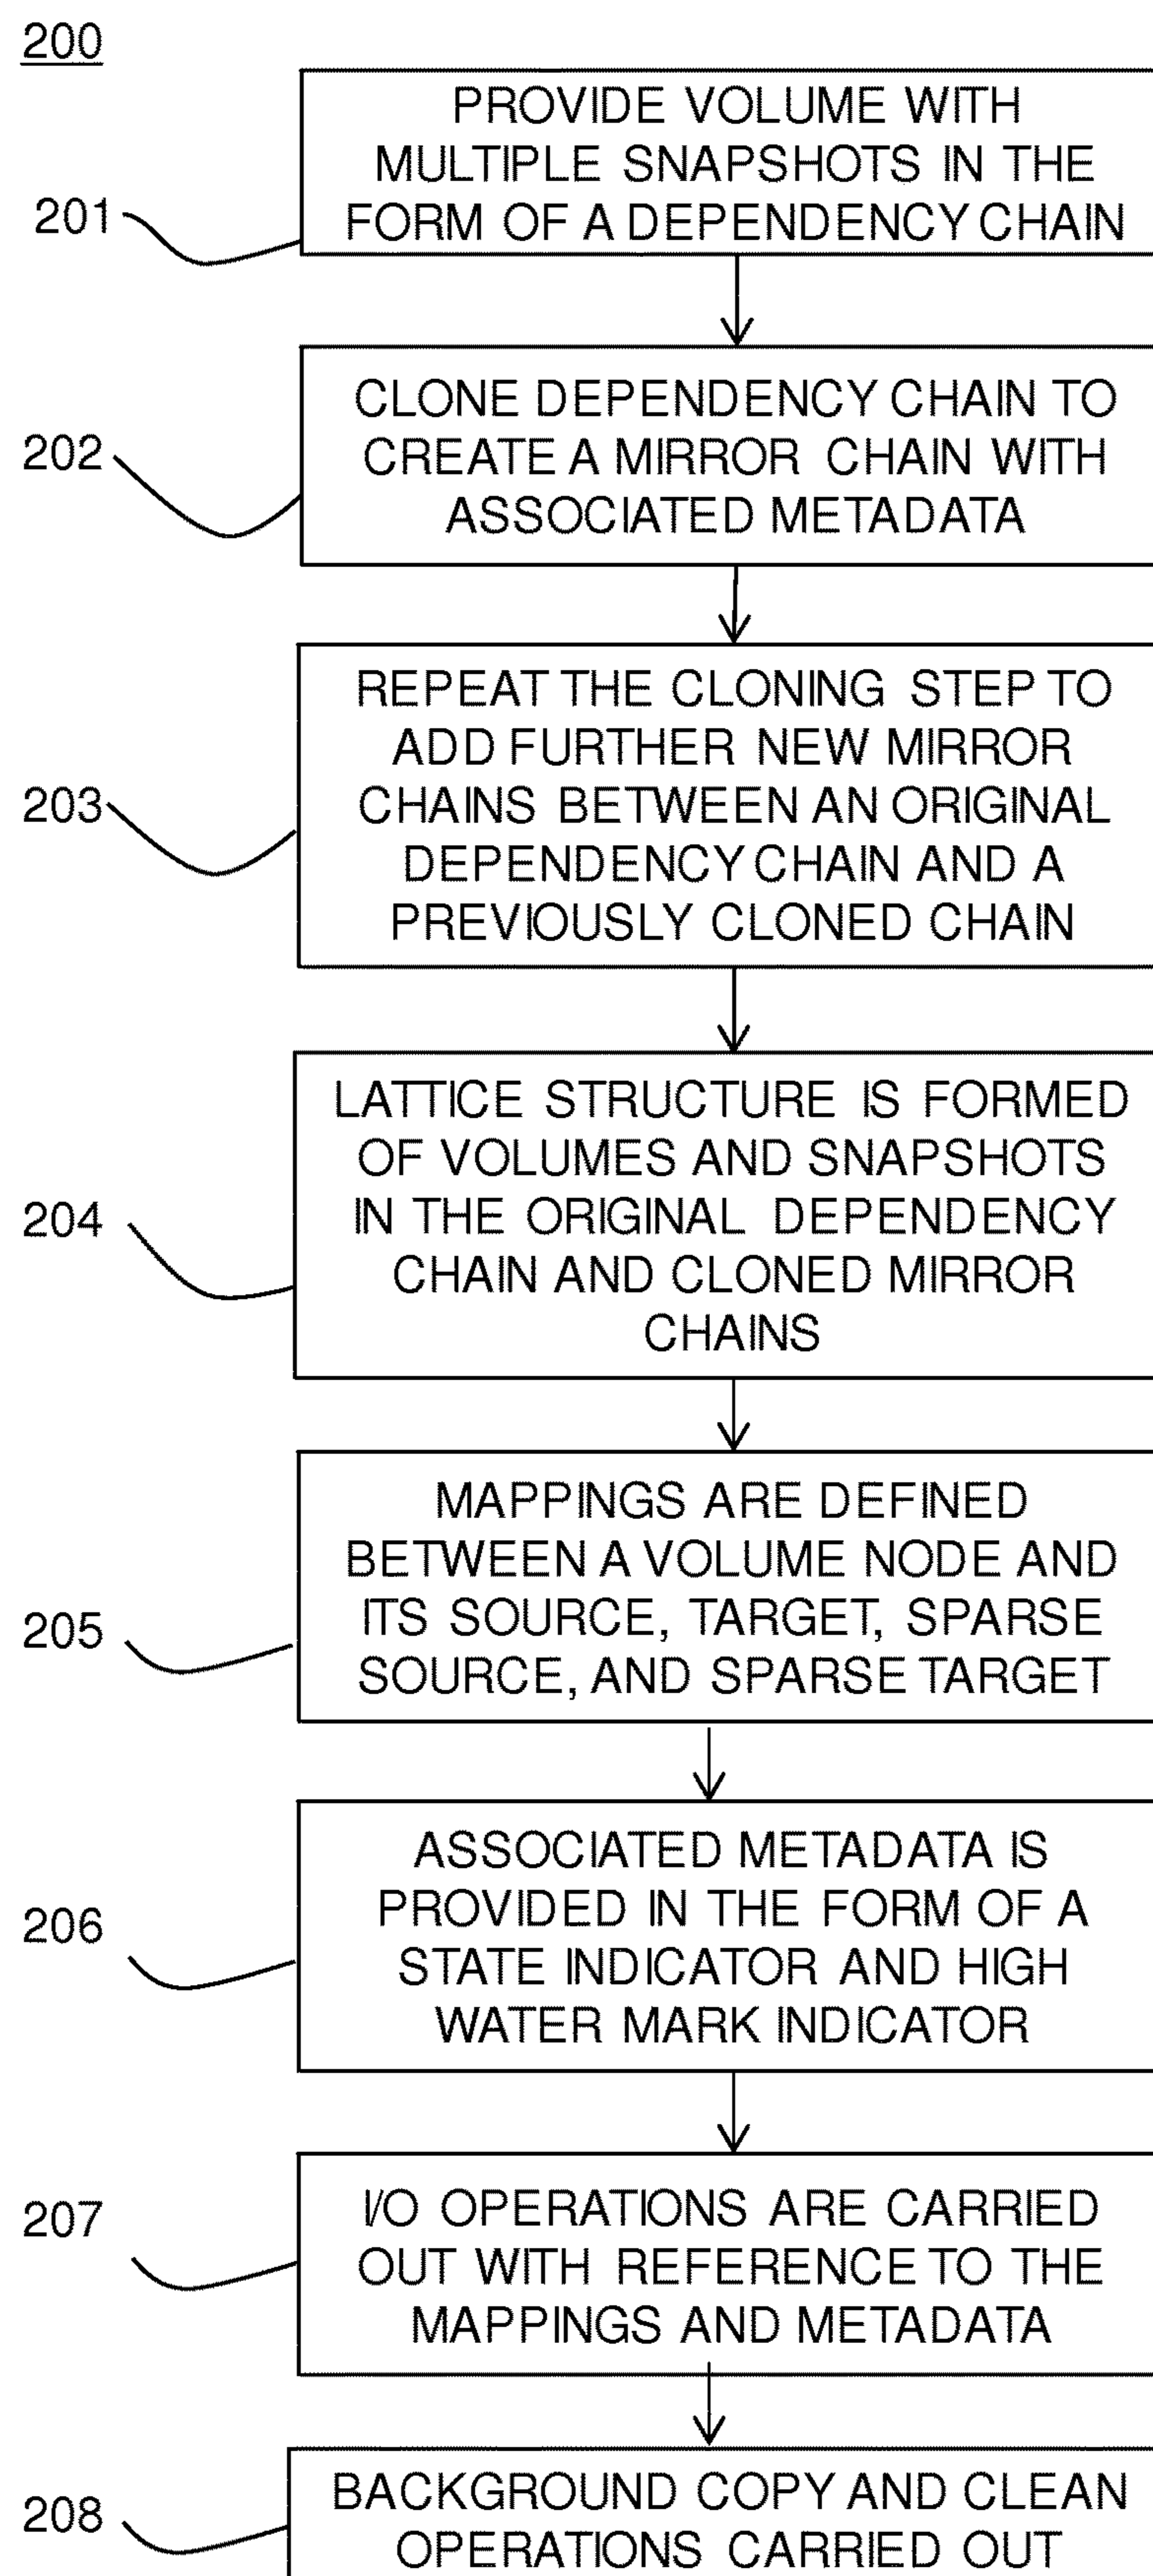 200
201
PROVIDE VOLUME WITH
MULTIPLE SNAPSHOTS IN THE
FORM OF A DEPENDENCY CHAIN
202
CLONE DEPENDENCY CHAIN TO
CREATE A MIRROR CHAIN WITH
ASSOCIATED METADATA
203
REPEAT THE CLONING STEP TO
ADD FURTHER NEW MIRROR
CHAINS BETWEEN AN ORIGINAL
DEPENDENCY CHAIN AND A
PREVIOUSLY CLONED CHAIN
204
LATTICE STRUCTURE IS FORMED
OF VOLUMES AND SNAPSHOTS
IN THE ORIGINAL DEPENDENCY
CHAIN AND CLONED MIRROR
CHAINS
205
MAPPINGS ARE DEFINED
BETWEEN A VOLUME NODE AND
ITS SOURCE, TARGET, SPARSE
SOURCE, AND SPARSE TARGET
206
ASSOCIATED METADATA IS
PROVIDED IN THE FORM OF A
STATE INDICATOR AND HIGH
WATER MARK INDICATOR
207
I/O OPERATIONS ARE CARRIED
OUT WITH REFERENCE TO THE
MAPPINGS AND METADATA
208
BACKGROUND COPY AND CLEAN
OPERATIONS CARRIED OUT